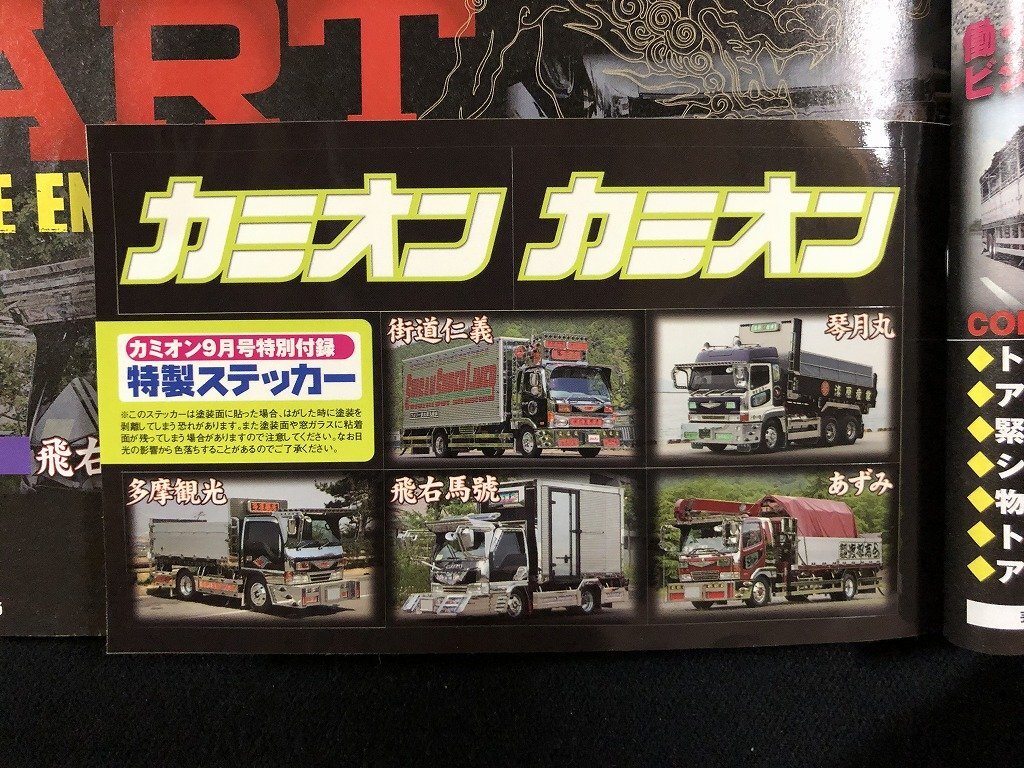 ART
E EN
カミオン カミオン
カミオン9月号特別付録
特製ステッカー
※このステッカーは塗装面に貼った場合、はがした時に塗装を
剥離してしまう恐れがあります。また塗装面や窓ガラスに粘着
面が残ってしまう場合がありますので注意してください。なお日
光の影響から色落ちすることがあるのでご了承ください。
街道仁義
琴月丸
多摩観光
飛右馬號
あずみ
飛右
働
ビシ
CO
◆ト
◆ア
◆緊
◆シ
◆物
◆ト
◆ア